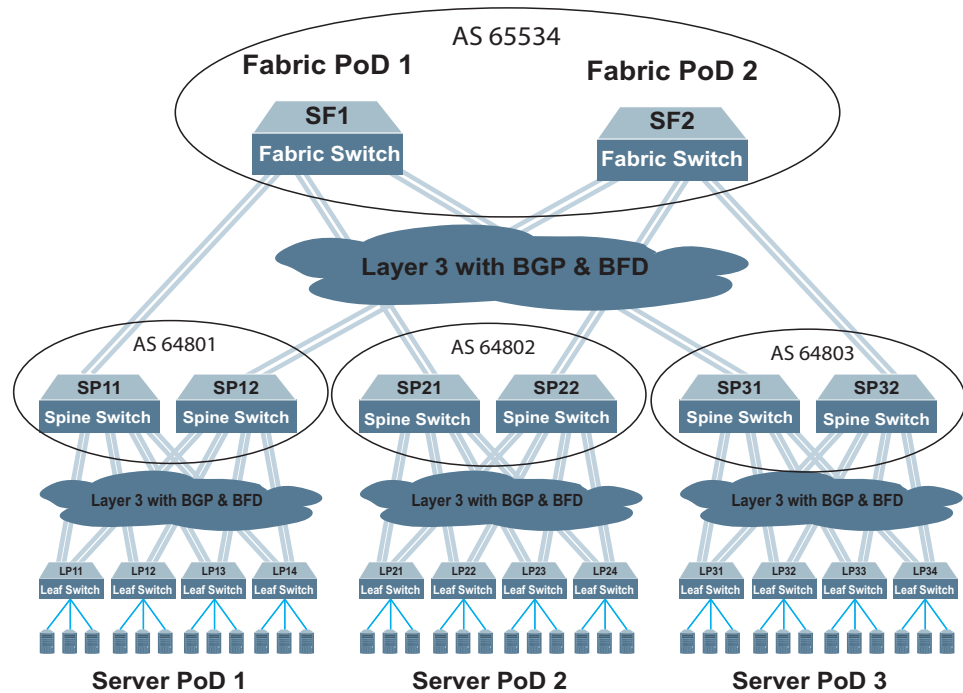 AS 65534
Fabric PoD 1
Fabric PoD 2
SF1
SF2
Fabric Switch
Fabric Switch
Layer 3 with BGP & BFD
AS 64801
AS 64802
AS 64803
SP11
SP12
SP21
SP22
SP31
SP32
Spine Switch
Spine Switch
Spine Switch
Spine Switch
Spine Switch
Spine Switch
Layer 3 with BGP & BFD
Layer 3 with BGP & BFD
Layer 3 with BGP & BFD
LP11
LP12
LP13
LP14
LP21
LP22
LP23
LP24
LP31
LP32
LP33
LP34
Leaf Switch
Leaf Switch
Leaf Switch
Leaf Switch
Leaf Switch
Leaf Switch
Leaf Switch
Leaf Switch
Leaf Switch
Leaf Switch
Leaf Switch
Leaf Switch
Server PoD 1
Server PoD 2
Server PoD 3